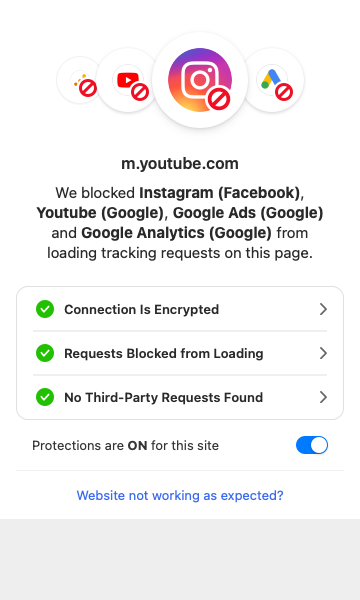 m.youtube.com
We blocked Instagram (Facebook),
Youtube (Google), Google Ads (Google)
and Google Analytics (Google) from
loading tracking requests on this page.
Connection Is Encrypted
Requests Blocked from Loading
No Third-Party Requests Found
Protections are ON for this site
Website not working as expected?